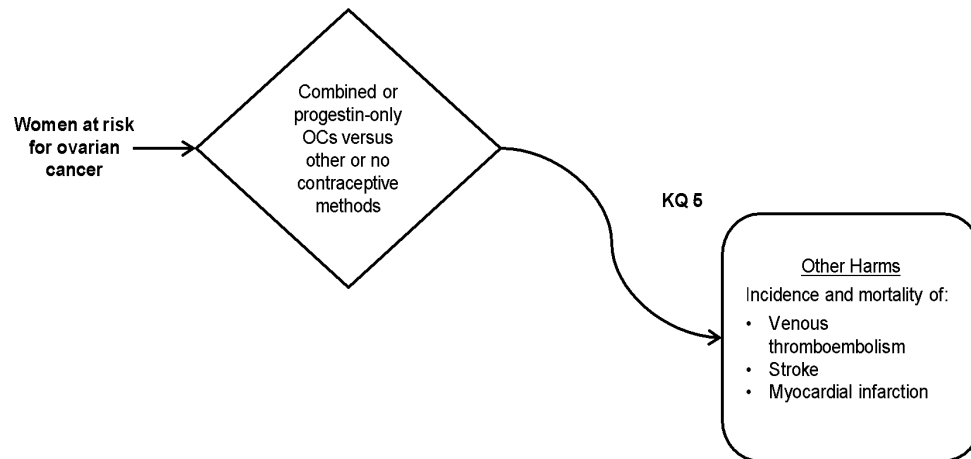 Women at risk
for ovarian
cancer
Combined or
progestin-only
OCs versus
other or no
contraceptive
methods
KQ 5
Other Harms
Incidence and mortality of:
• Venous
thromboembolism
• Stroke
• Myocardial infarction